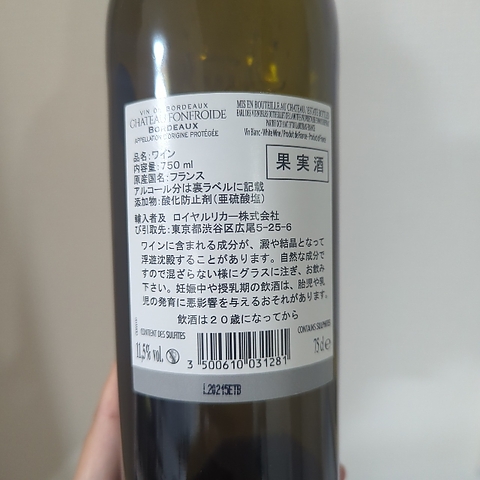 VIN DE BORDEAUX
CHATEAU FONFROIDE
BORDEAUX
APPELLATION D'ORIGINE PROTÉGÉE
MIS EN BOUTEILLE AU CHATEAU
Vin Blanc - White Wine / Produit de France - Product of France
果実酒
品名:ワイン
内容量:750 ml
原産国名:フランス
アルコール分は裏ラベルに記載
添加物:酸化防止剤(亜硫酸塩)
輸入者及 ロイヤルリカー株式会社
び引取先:東京都渋谷区広尾5-25-6
ワインに含まれる成分が、澱や結晶となって
浮遊沈殿することがあります。自然な成分で
すので混ざらない様にグラスに注ぎ、お飲み
下さい。妊娠中や授乳期の飲酒は、胎児や乳
児の発育に悪影響を与えるおそれがあります。
飲酒は20歳になってから
CONTIENT DES SULFITES
CONTAINS SULPHITES
11,5% vol.
75 cl e
3 500610 031281
L20215ETB